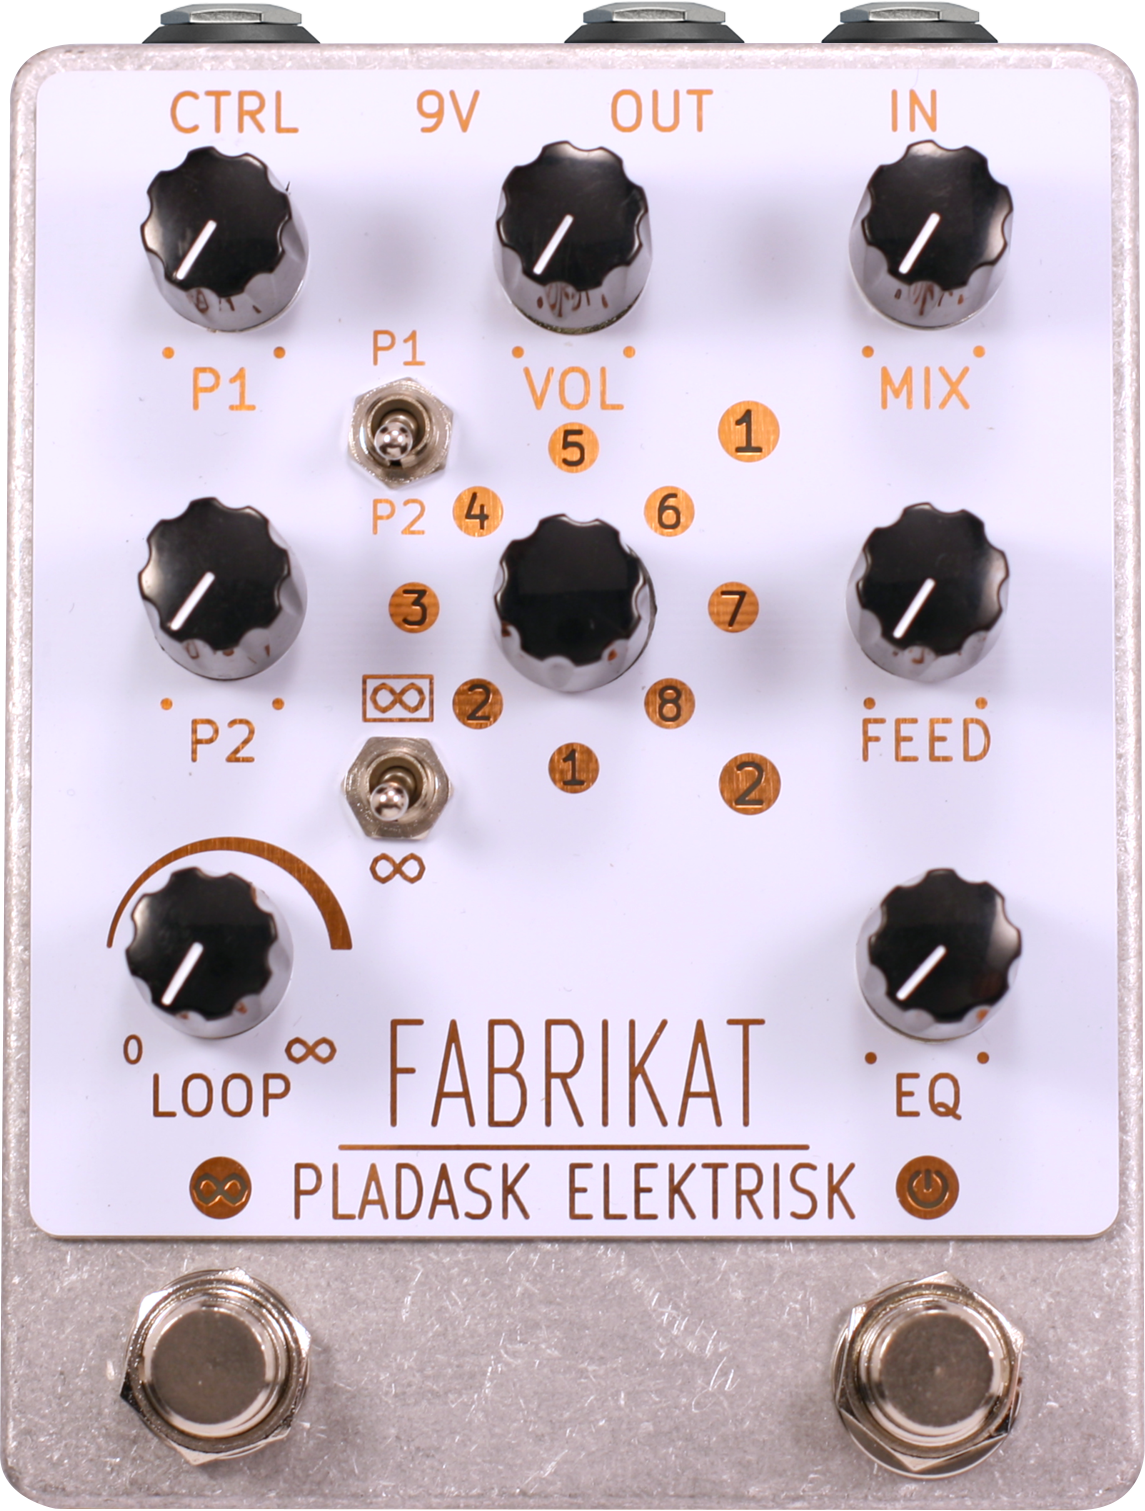 CTRL 9V OUT IN
P1 VOL MIX
P1
P2
5
1
4
6
3
7
2
8
1
2
P2 FEED
∞
∞
0 ∞
LOOP
EQ
FABRIKAT
∞ PLADASK ELEKTRISK